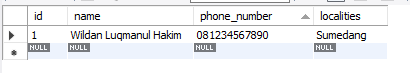 id name phone_number localities
1 Wildan Luqmanul Hakim 081234567890 Sumedang
NULL NULL NULL NULL